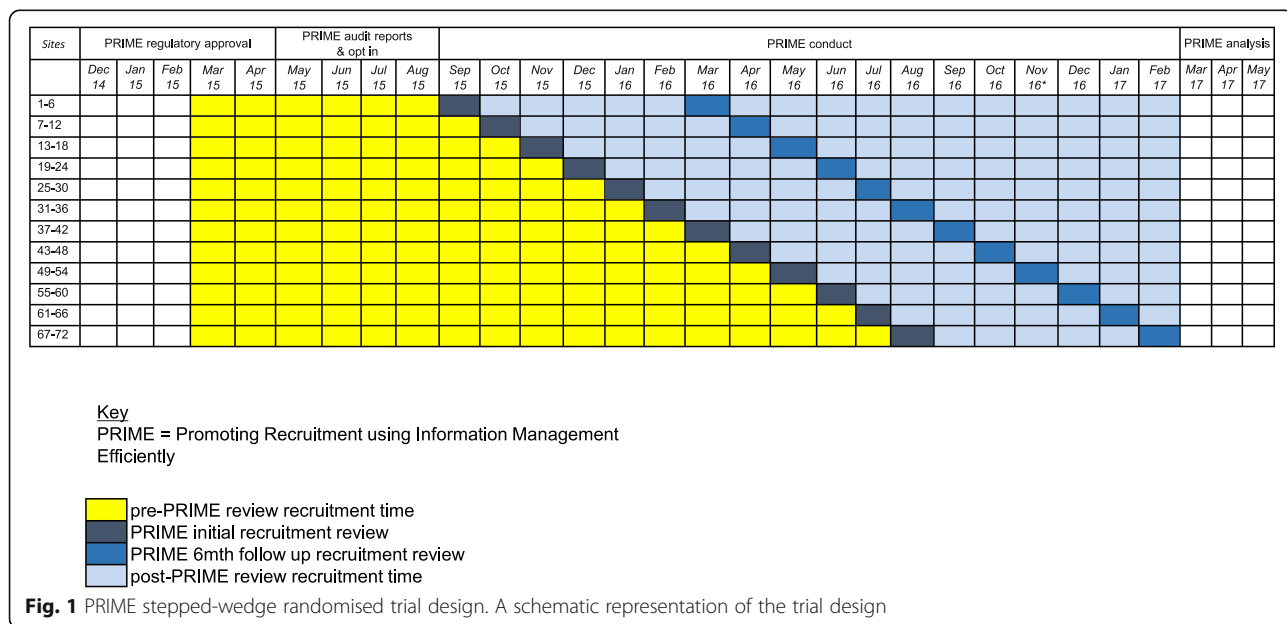 Sites PRIME regulatory approval PRIME audit reports & opt in PRIME conduct PRIME analysis
Dec 14 Jan 15 Feb 15 Mar 15 Apr 15 May 15 Jun 15 Jul 15 Aug 15 Sep 15 Oct 15 Nov 15 Dec 15 Jan 16 Feb 16 Mar 16 Apr 16 May 16 Jun 16 Jul 16 Aug 16 Sep 16 Oct 16 Nov 16* Dec 16 Jan 17 Feb 17 Mar 17 Apr 17 May 17
1-6
7-12
13-18
19-24
25-30
31-36
37-42
43-48
49-54
55-60
61-66
67-72
Key
PRIME = Promoting Recruitment using Information Management
Efficiently
pre-PRIME review recruitment time
PRIME initial recruitment review
PRIME 6mth follow up recruitment review
post-PRIME review recruitment time
Fig. 1 PRIME stepped-wedge randomised trial design. A schematic representation of the trial design